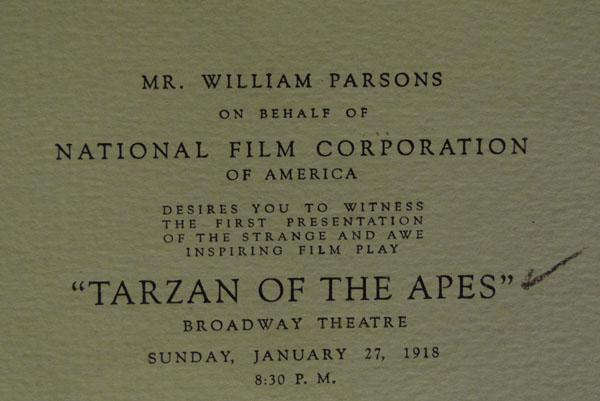 MR. WILLIAM PARSONS
ON BEHALF OF
NATIONAL FILM CORPORATION
OF AMERICA
DESIRES YOU TO WITNESS
THE FIRST PRESENTATION
OF THE STRANGE AND AWE
INSPIRING FILM PLAY
"TARZAN OF THE APES"
BROADWAY THEATRE
SUNDAY, JANUARY 27, 1918
8:30 P. M.